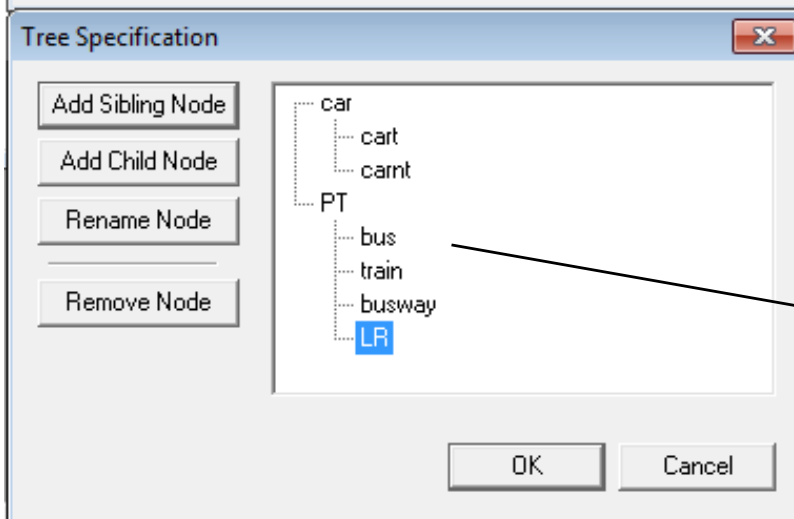 Tree Specification
Add Sibling Node
Add Child Node
Rename Node
Remove Node
car
cart
carnt
PT
bus
train
busway
LR
OK
Cancel